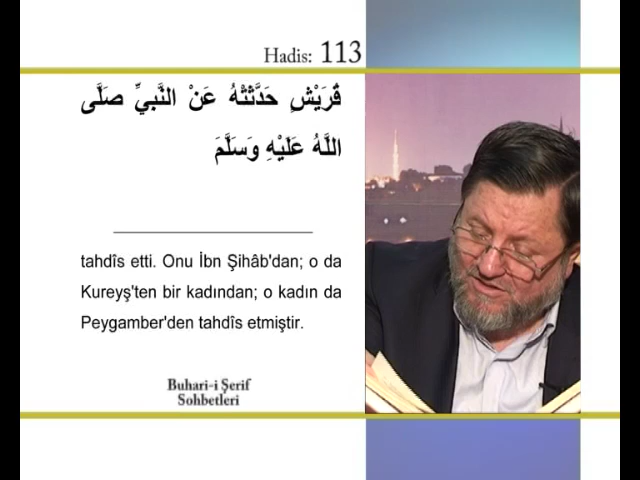 Hadis: 113
قُرَيْشٍ حَدَّثَتْهُ عَنْ النَّبِيِّ صَلَّى
اللَّهُ عَلَيْهِ وَسَلَّمَ
tahdîs etti. Onu İbn Şihâb'dan; o da
Kureyş'ten bir kadından; o kadın da
Peygamber'den tahdîs etmiştir.
Buhari-i Şerif
Sohbetleri